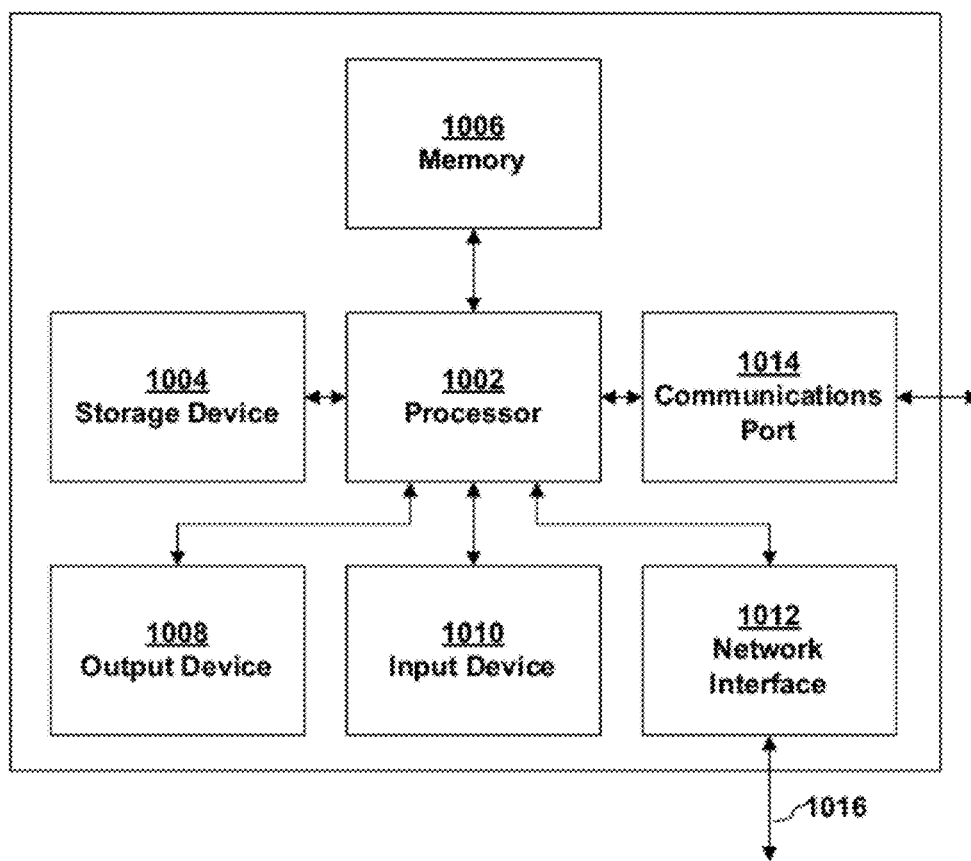 1006
Memory
1004
Storage Device
1002
Processor
1014
Communications
Port
1008
Output Device
1010
Input Device
1012
Network
Interface
1016